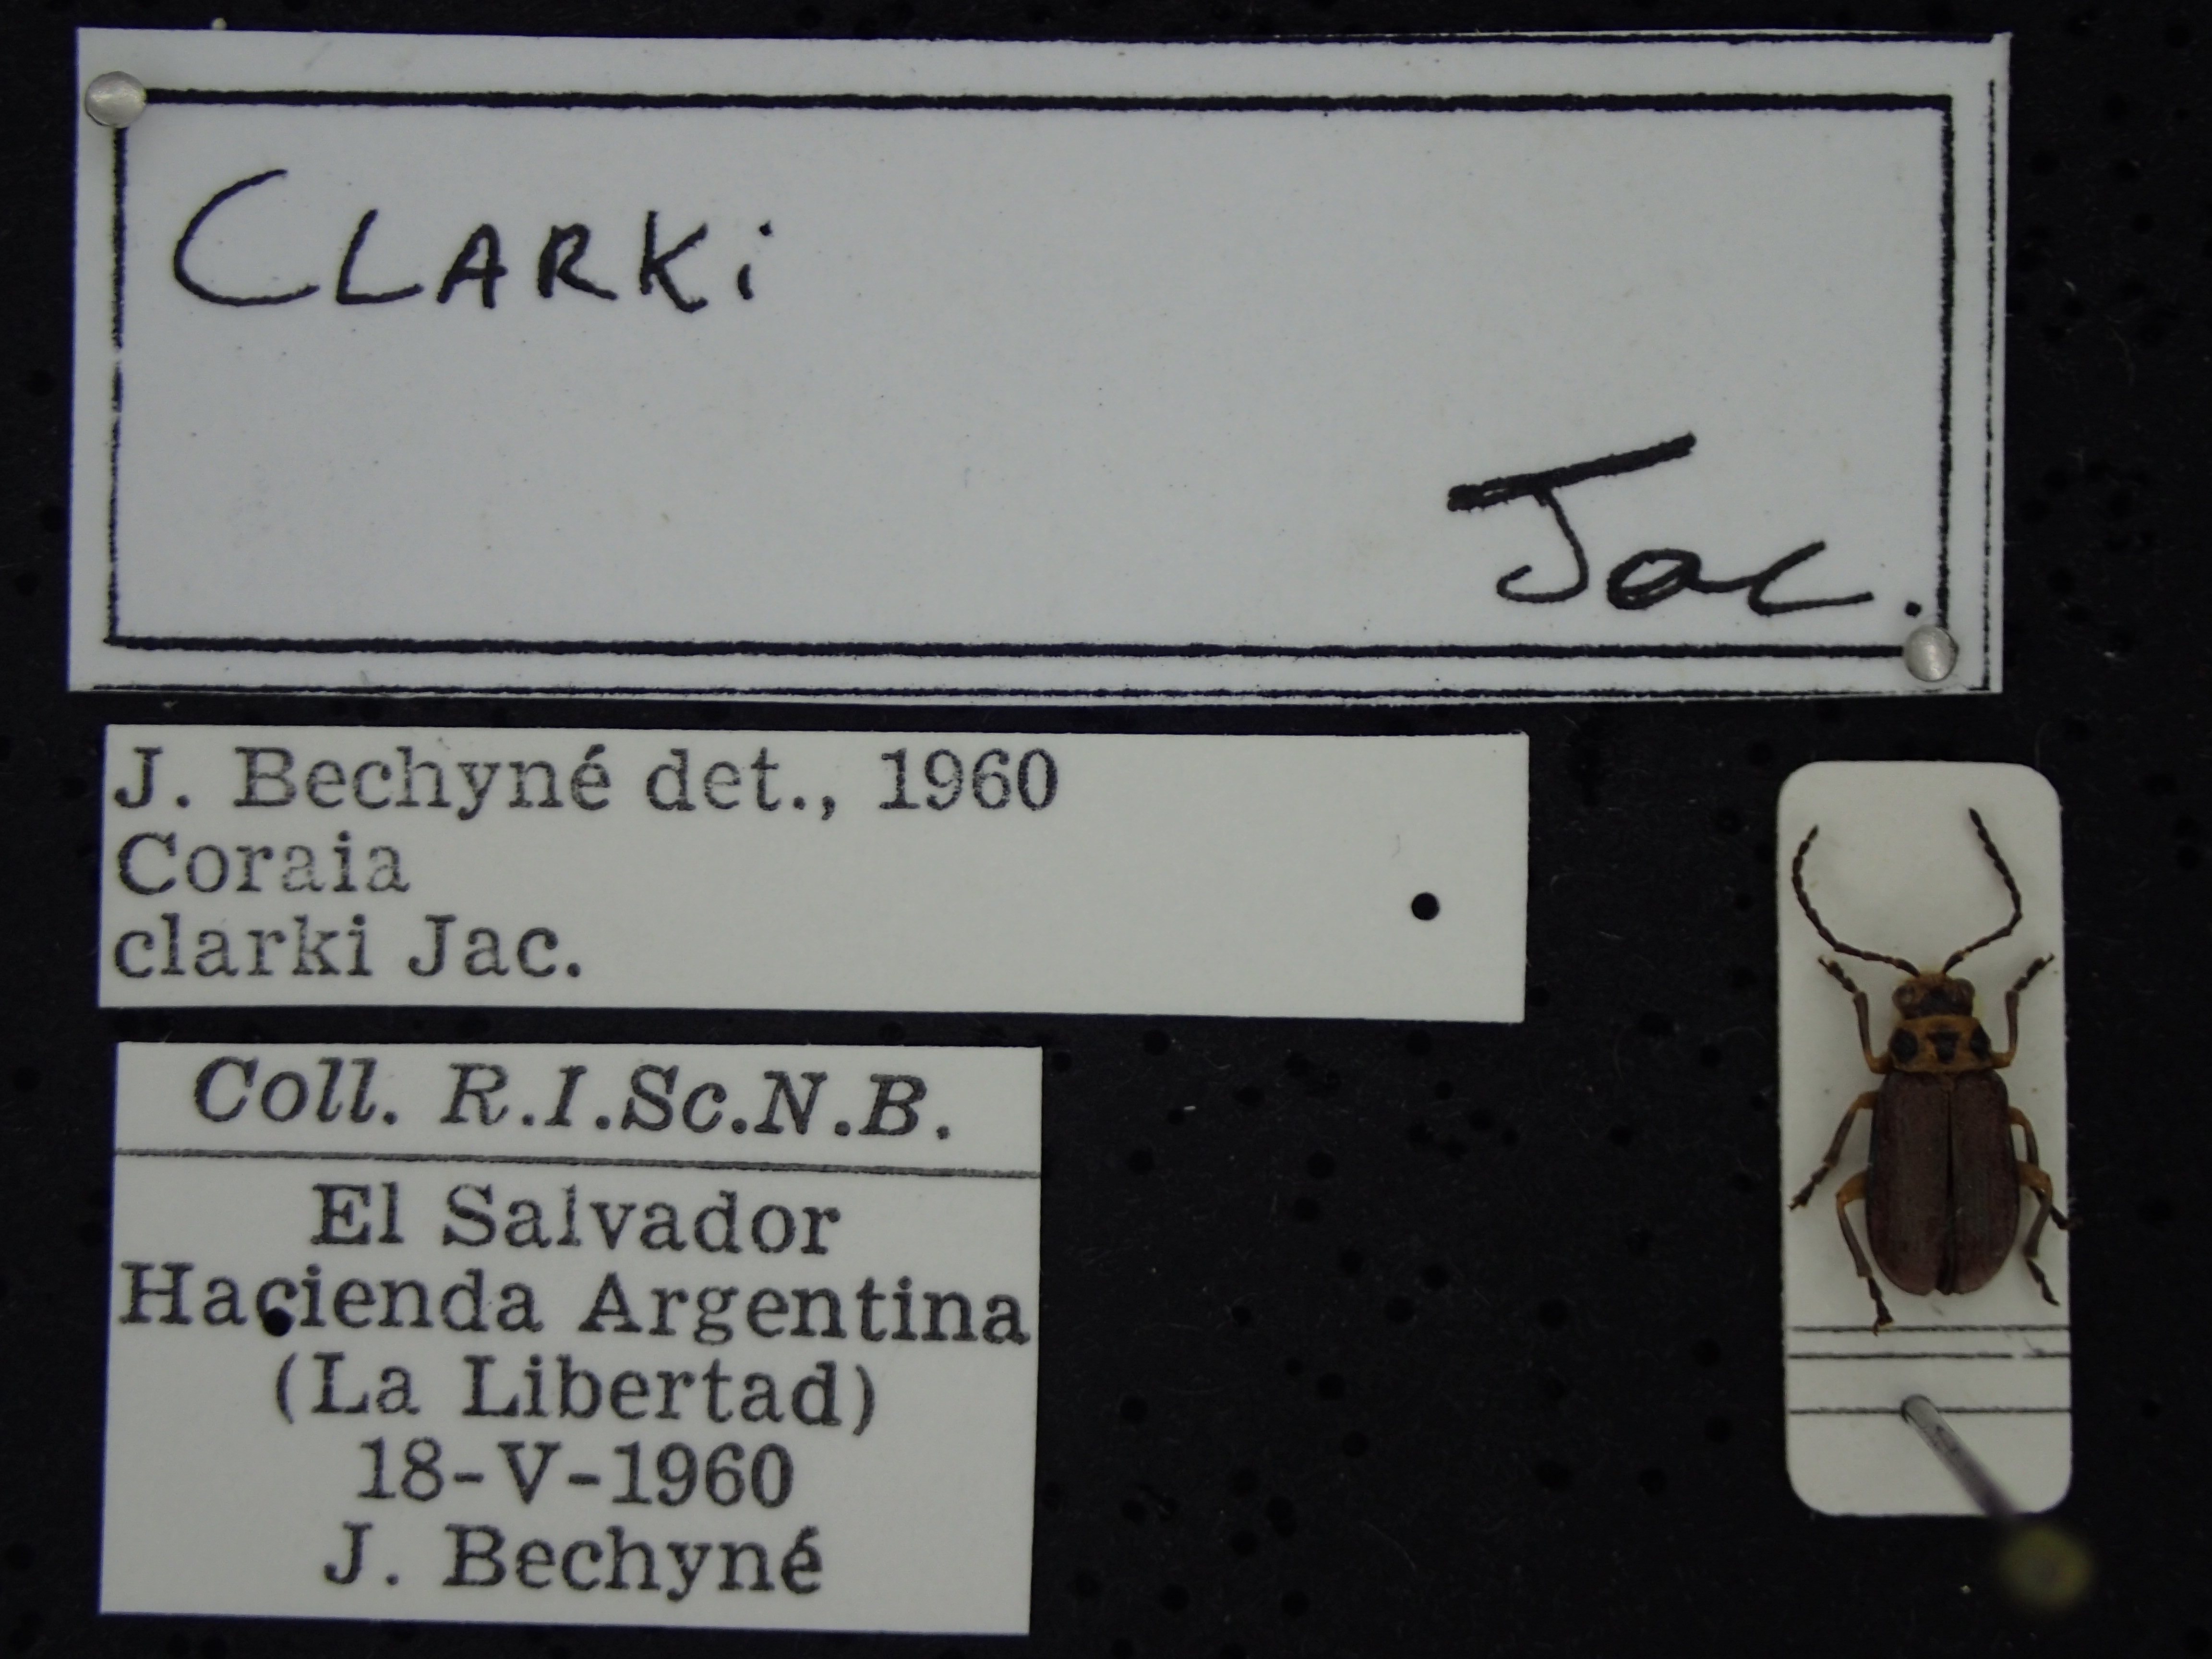 CLARKi
Jac.
J. Bechyné det., 1960
Coraia
clarki Jac.
Coll. R.I.Sc.N.B.
El Salvador
Hacienda Argentina
(La Libertad)
18-V-1960
J. Bechyné